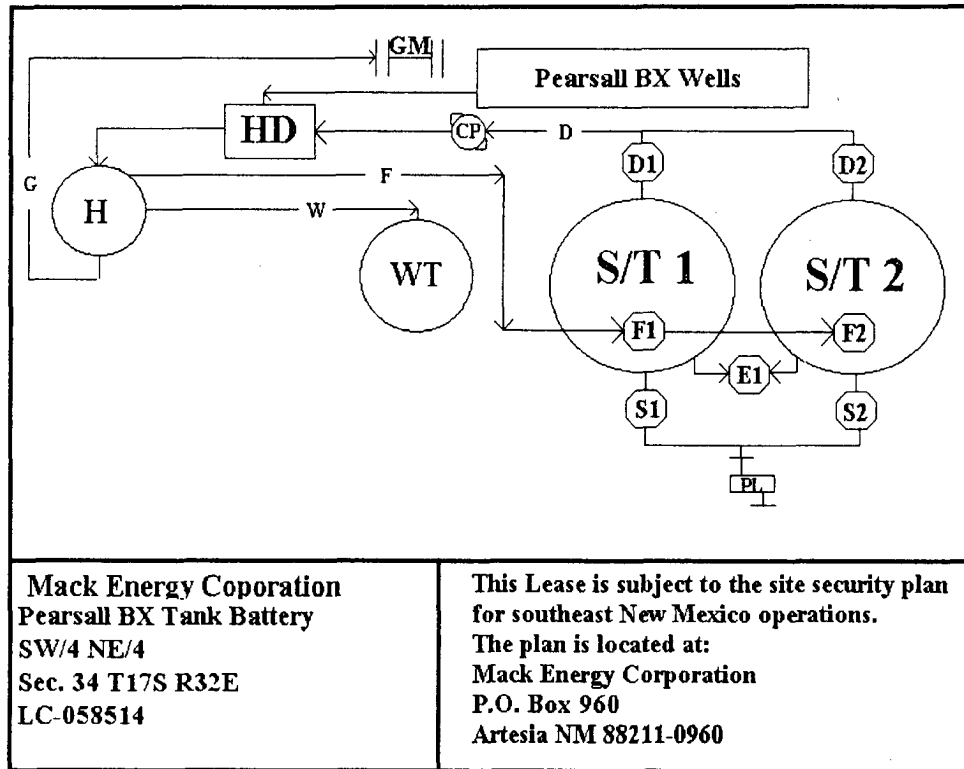 GM
Pearsall BX Wells
HD
CP
D
D1
D2
G
F
H
W
WT
S/T 1
S/T 2
F1
F2
E1
S1
S2
PL
Mack Energy Coporation
Pearsall BX Tank Battery
SW/4 NE/4
Sec. 34 T17S R32E
LC-058514
This Lease is subject to the site security plan
for southeast New Mexico operations.
The plan is located at:
Mack Energy Corporation
P.O. Box 960
Artesia NM 88211-0960